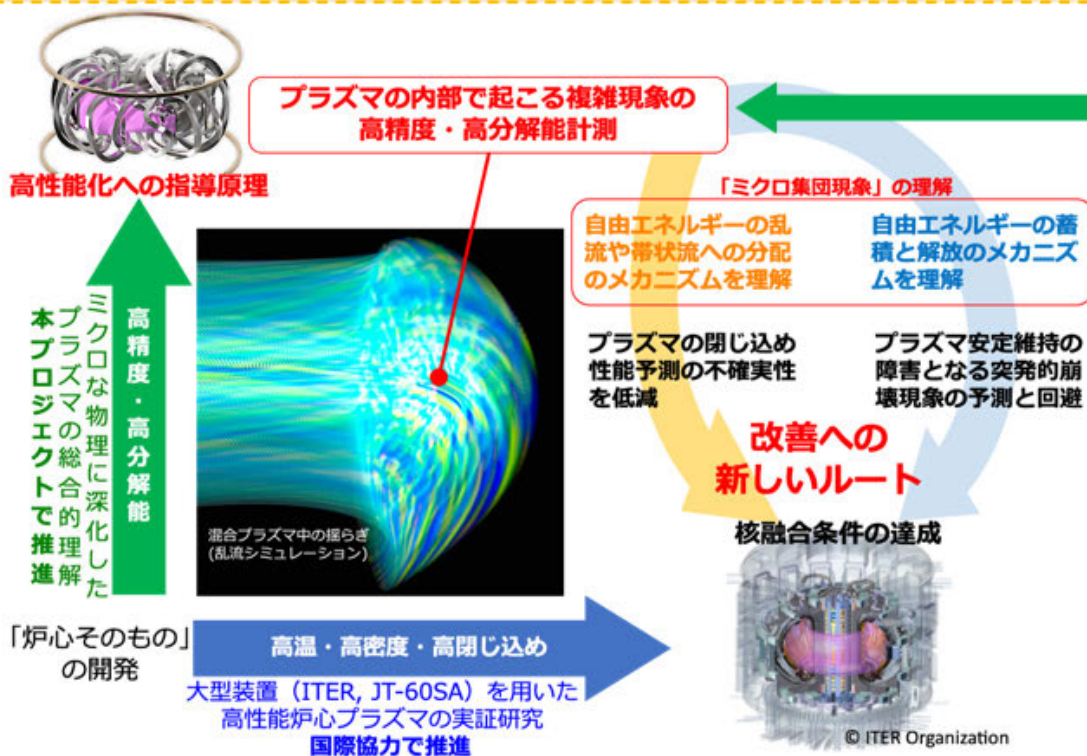 プラズマの内部で起こる複雑現象の
高精度・高分解能計測
高性能化への指導原理
「ミクロ集団現象」の理解
自由エネルギーの乱
流や帯状流への分配
のメカニズムを理解
自由エネルギーの蓄
積と解放のメカニズ
ムを理解
プラズマの閉じ込め
性能予測の不確実性
を低減
プラズマ安定維持の
障害となる突発的崩
壊現象の予測と回避
高精度・高分解能
ミクロな物理に深化した
プラズマの総合的理解
本プロジェクトで推進
混合プラズマ中の揺らぎ
(乱流シミュレーション)
改善への
新しいルート
核融合条件の達成
「炉心そのもの」
の開発
高温・高密度・高閉じ込め
大型装置（ITER, JT-60SA）を用いた
高性能炉心プラズマの実証研究
国際協力で推進
© ITER Organization